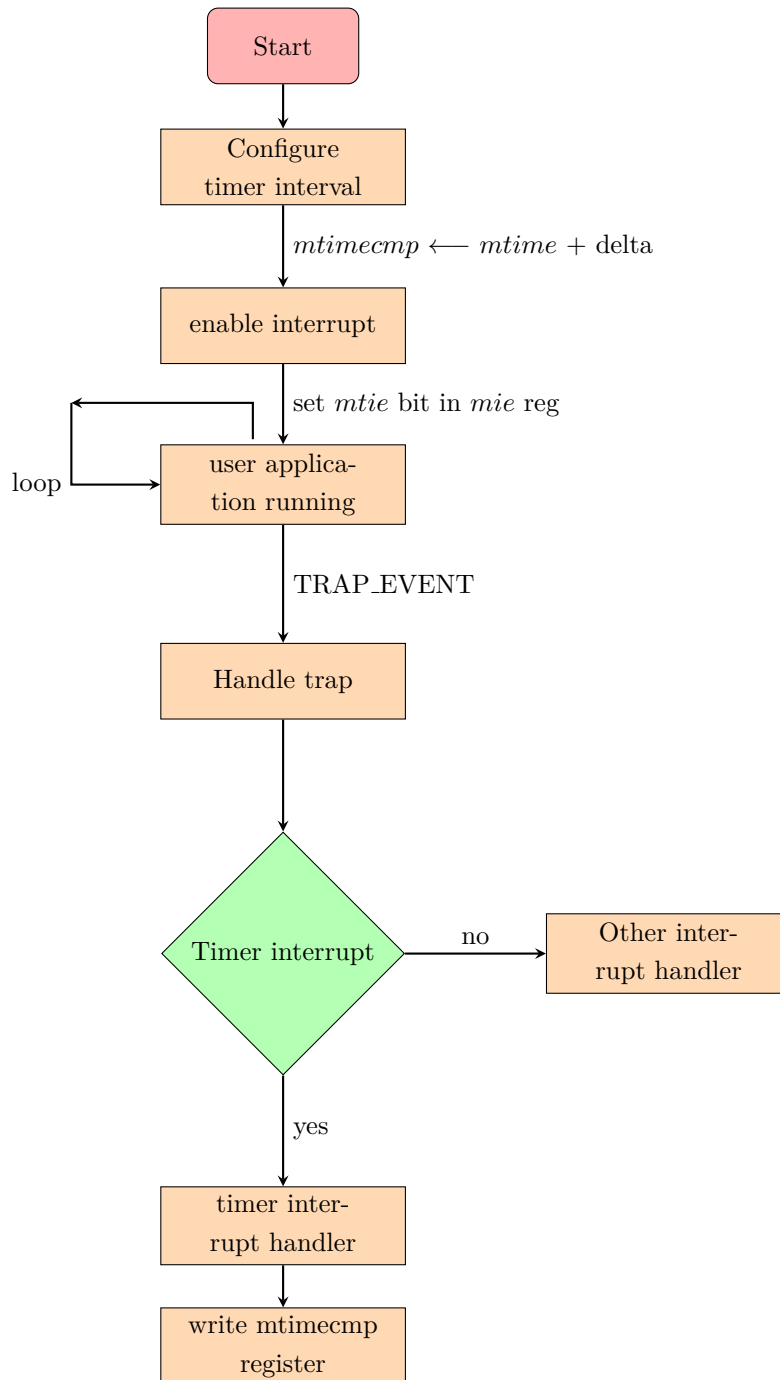 Start
Configure
timer interval
mtimecmp ⟵ mtime + delta
enable interrupt
set mtie bit in mie reg
loop
user applica-
tion running
TRAP_EVENT
Handle trap
Timer interrupt
no
Other inter-
rupt handler
yes
timer inter-
rupt handler
write mtimecmp
register